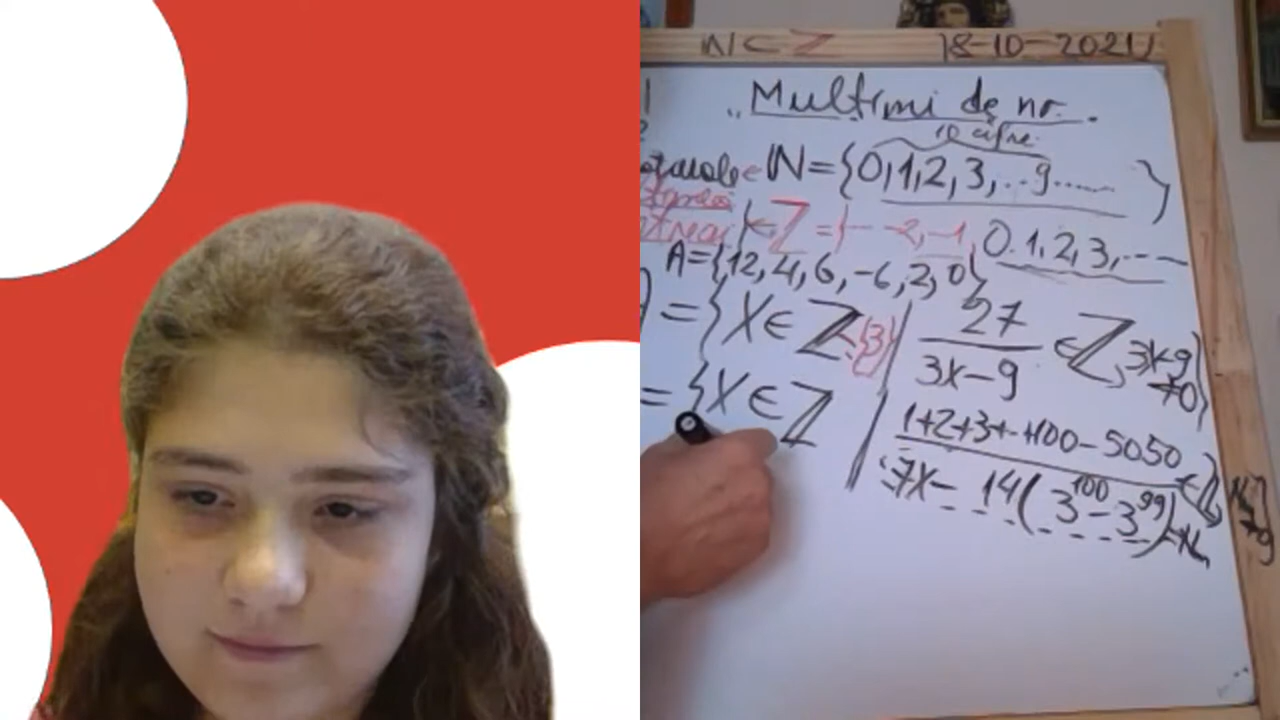 N ⊂ Z 18-10-2021
"Multimi de nr.
10 cifre
∈ N = {0,1,2,3,...9......}
Z = {-- -2, -1, 0.1,2,3,----
A={12, 4, 6, -6, 2, 0}
= {X ∈ Z \ {3} | 27 / 3X-9 ∈ Z, 3X-9 ≠0}
= {X ∈ Z | 1+2+3+--+100-5050 / 7X- 14(3^100 - 3^99)